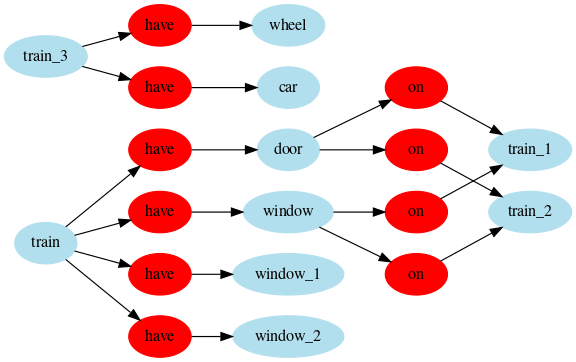 have wheel
train_3
have car
have door on train_1
on
have window on train_2
train
have window_1 on
have window_2